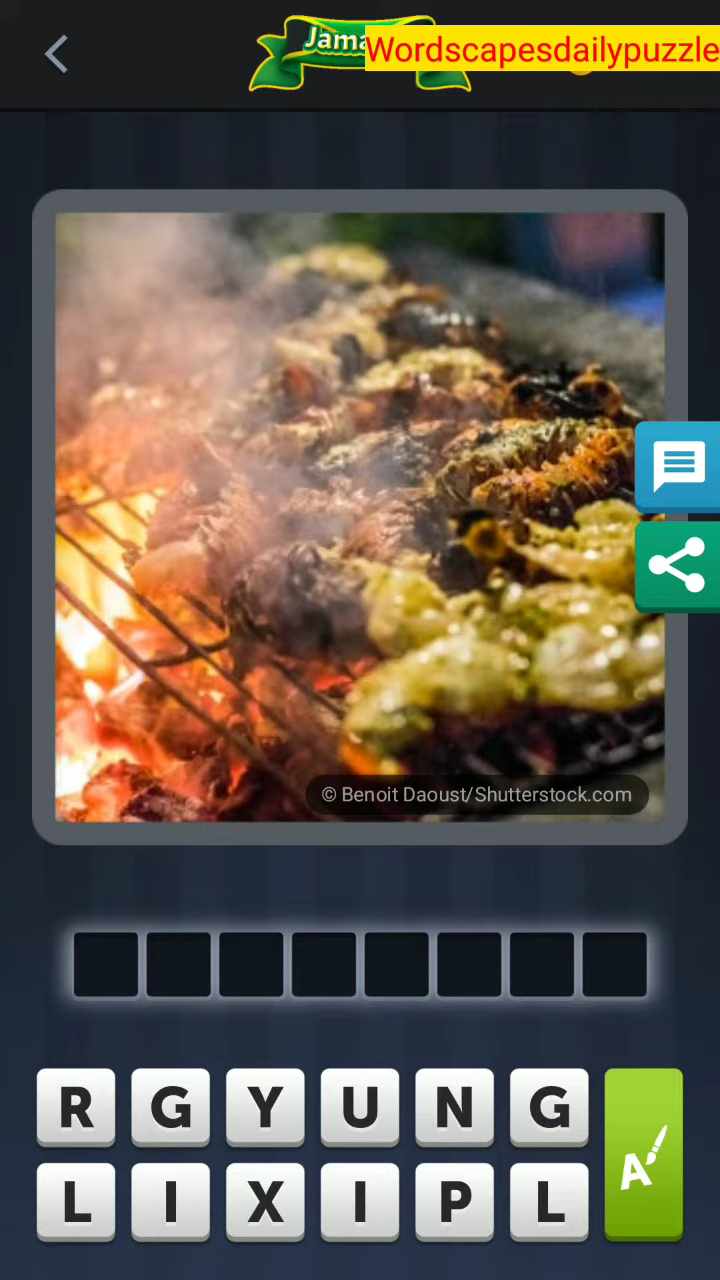 Jama
Wordscapesdailypuzzle
© Benoit Daoust/Shutterstock.com
R G Y U N G
L I X I P L
A